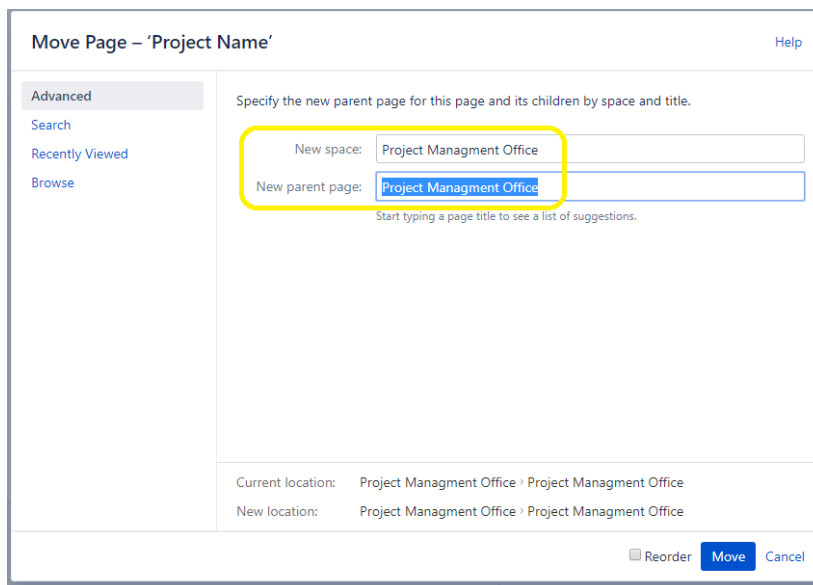 Move Page – ‘Project Name’
Help
Advanced
Search
Recently Viewed
Browse
Specify the new parent page for this page and its children by space and title.
New space: Project Managment Office
New parent page: Project Managment Office
Start typing a page title to see a list of suggestions.
Current location: Project Managment Office › Project Managment Office
New location: Project Managment Office › Project Managment Office
Reorder Move Cancel